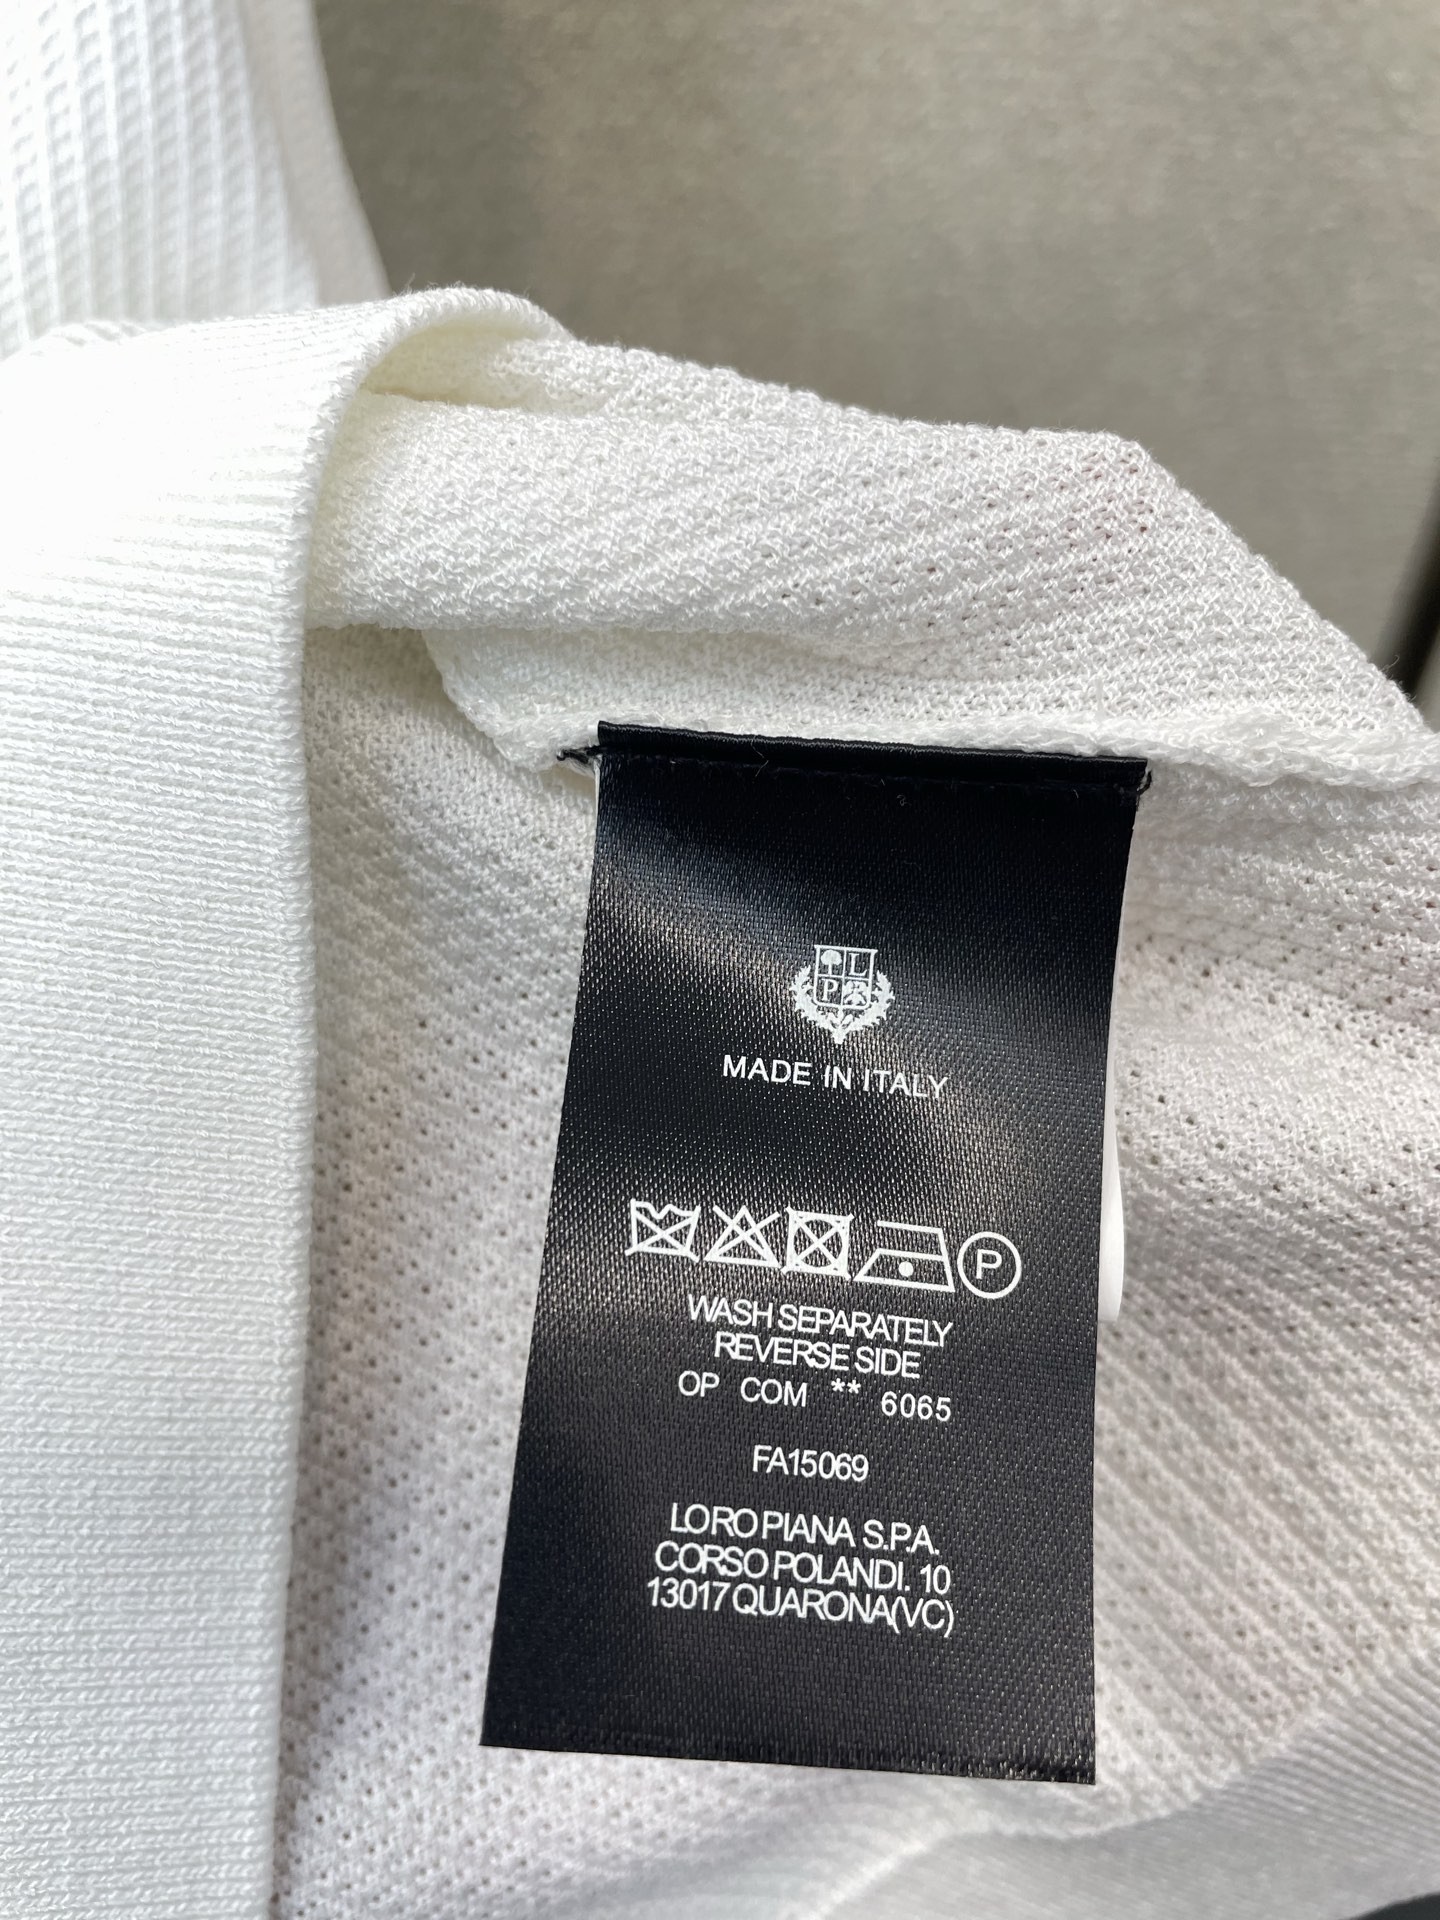 L
P
MADE IN ITALY
P
WASH SEPARATELY
REVERSE SIDE
OP COM ** 6065
FA15069
LORO PIANA S.P.A.
CORSO POLANDI. 10
13017 QUARONA(VC)